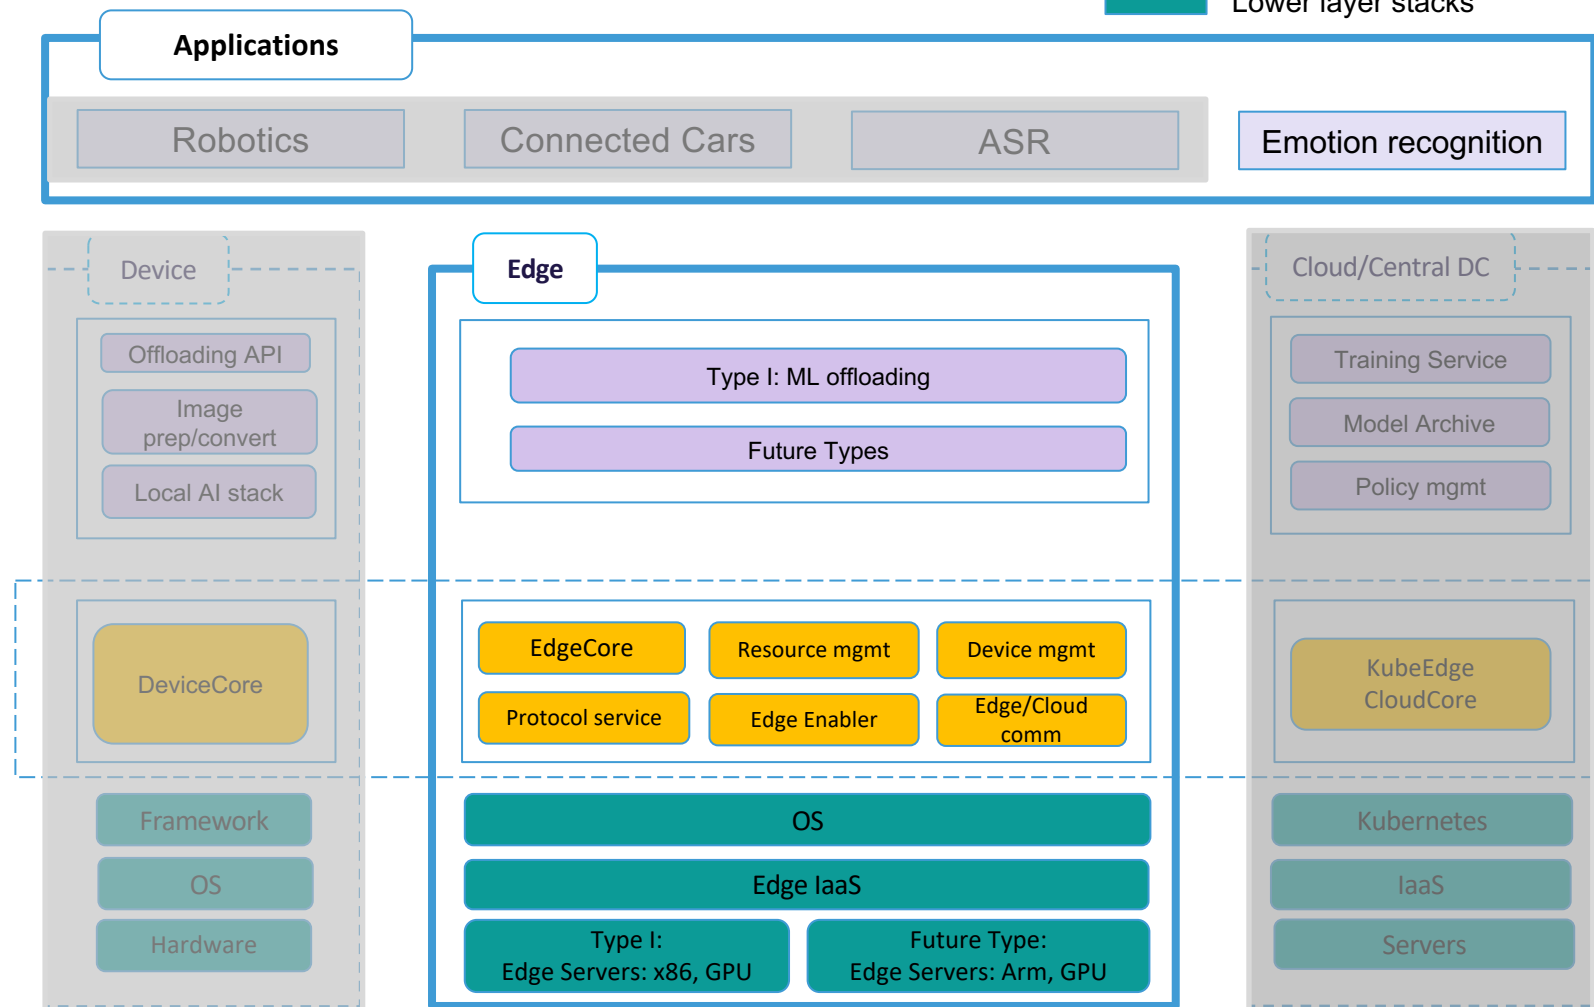 Lower layer stacks
Applications
Robotics
Connected Cars
ASR
Emotion recognition
Device
Edge
Cloud/Central DC
Offloading API
Image
prep/convert
Local AI stack
Type I: ML offloading
Future Types
Training Service
Model Archive
Policy mgmt
DeviceCore
EdgeCore
Resource mgmt
Device mgmt
Protocol service
Edge Enabler
Edge/Cloud
comm
KubeEdge
CloudCore
Framework
OS
Hardware
OS
Edge IaaS
Type I:
Edge Servers: x86, GPU
Future Type:
Edge Servers: Arm, GPU
Kubernetes
IaaS
Servers